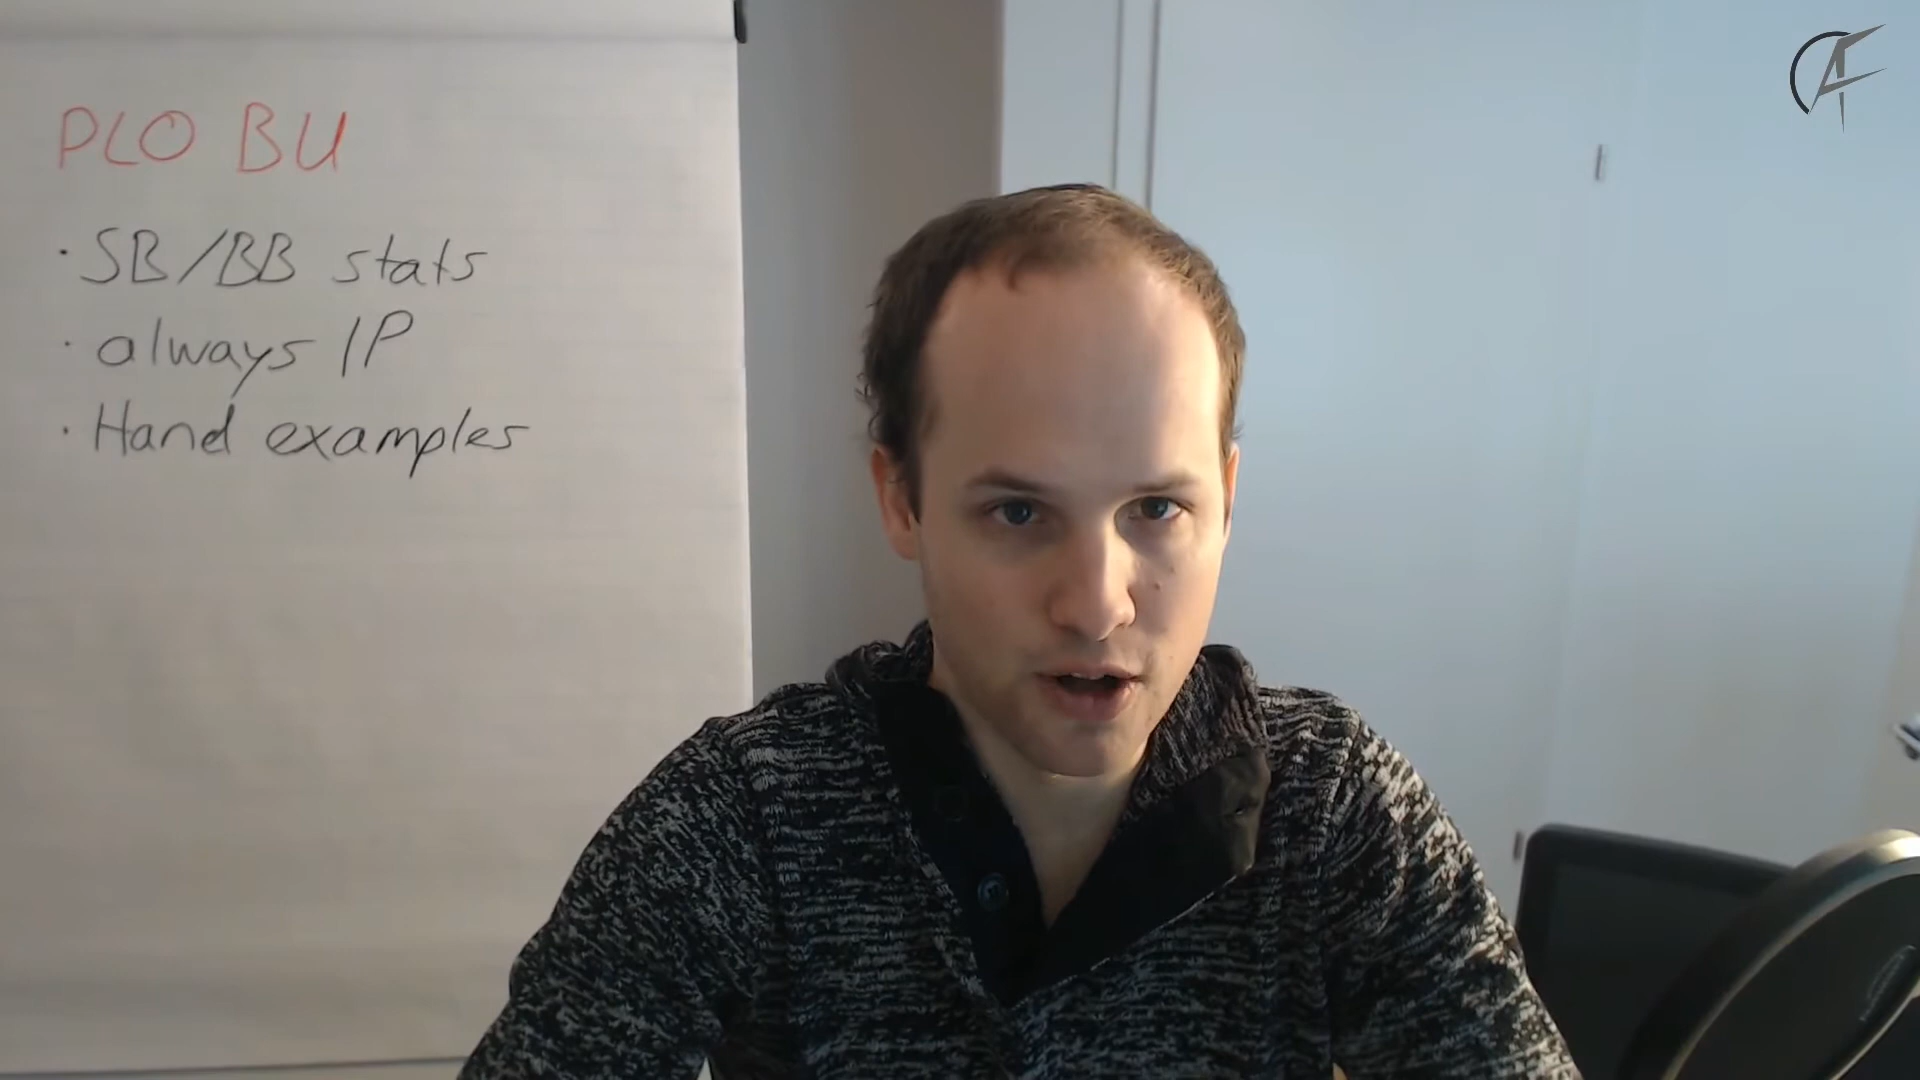 PLO BU
· SB/BB stats
· always IP
· Hand examples